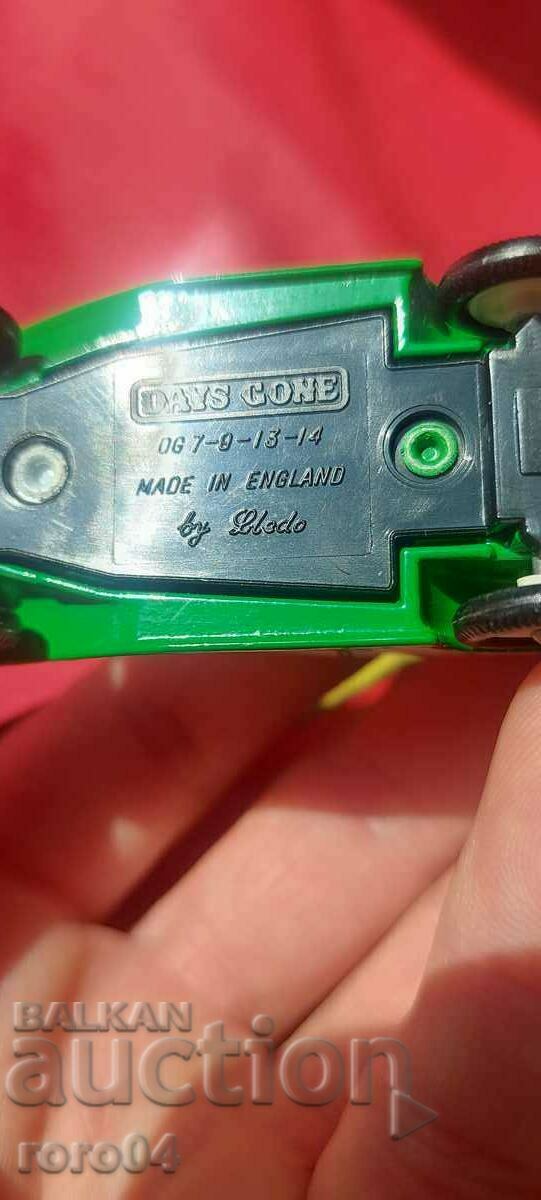 DAYS GONE
DG 7-9-13-14
MADE IN ENGLAND
by Lledo
BALKAN
auction
roro04